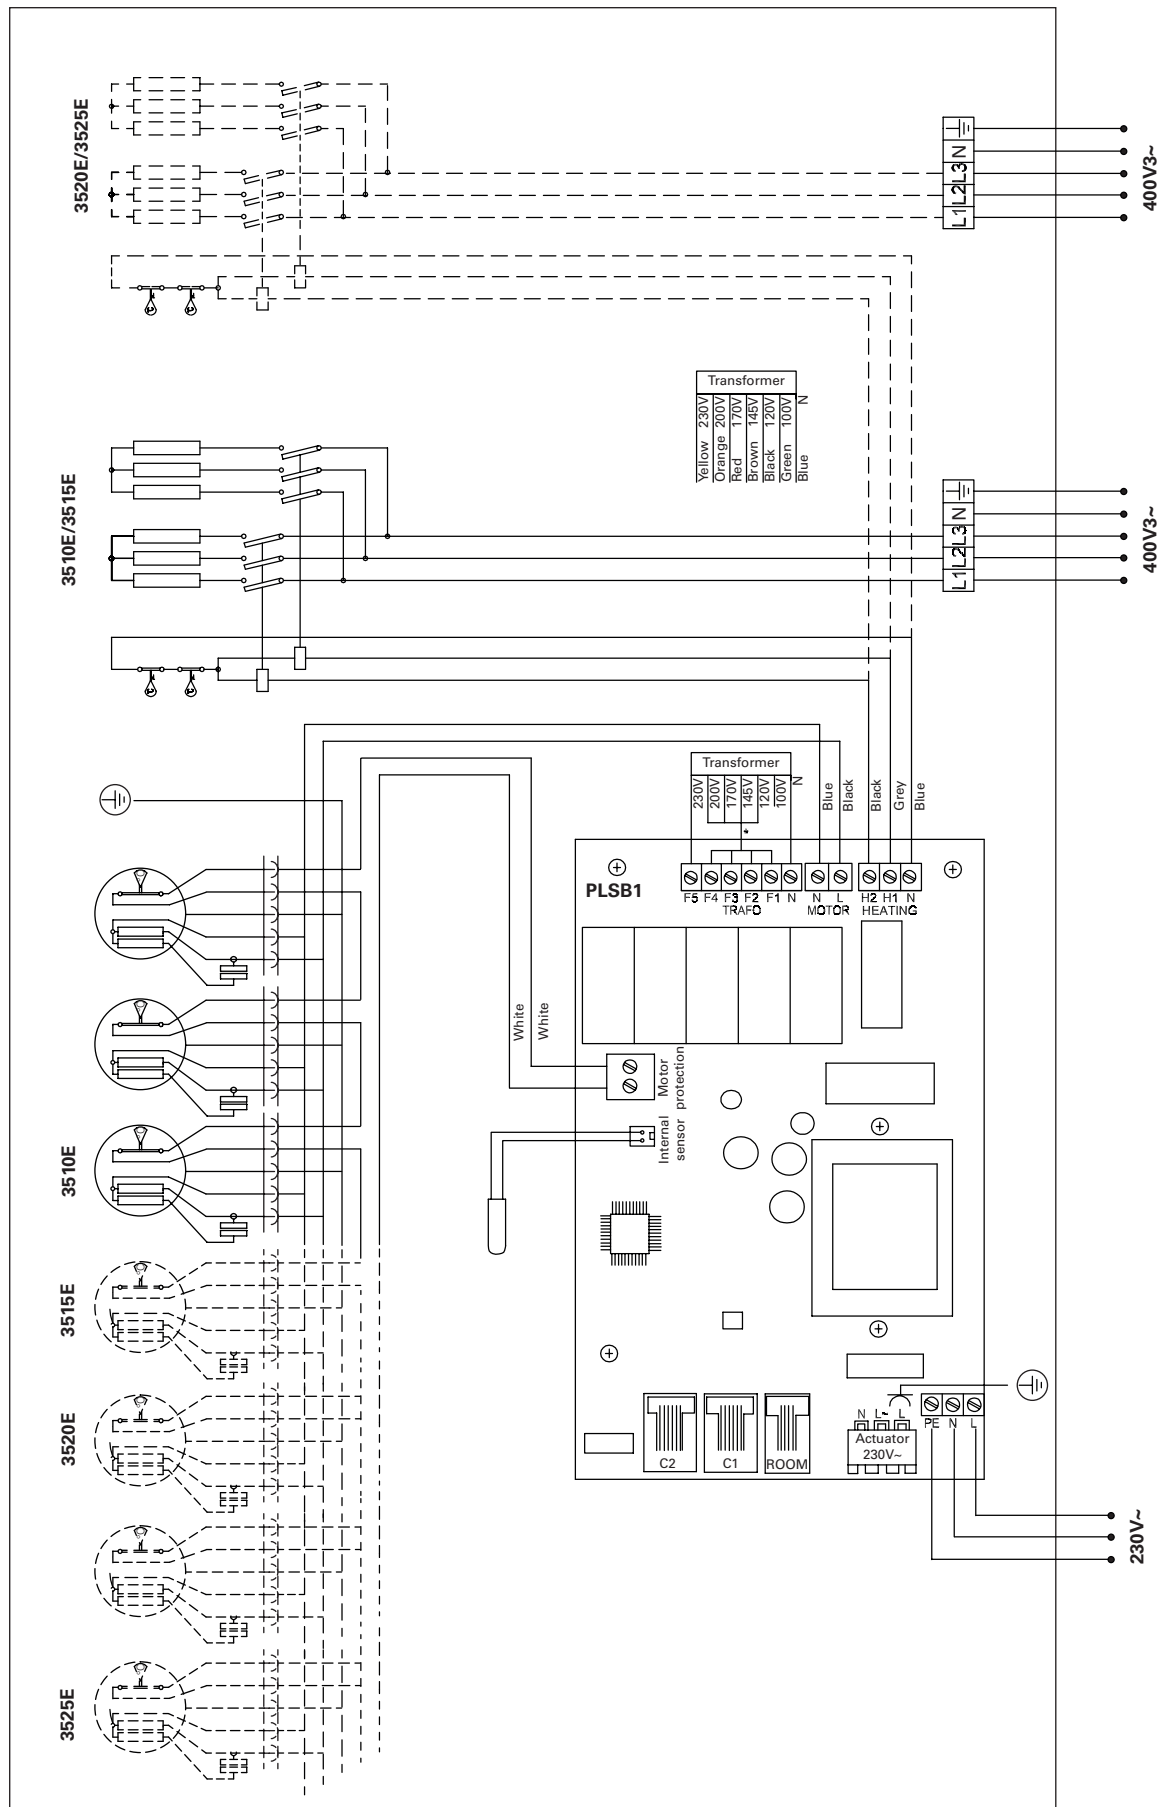 3520E/3525E
L1 L2 L3 N
400V3~
Transformer
Yellow 230V
Orange 200V
Red 170V
Brown 145V
Black 120V
Green 100V
Blue N
3510E/3515E
L1 L2 L3 N
400V3~
Transformer
230V
200V
170V
145V
120V
100V
N
Blue
Black
Black
Grey
Blue
PLSB1
F5 F4 F3 F2 F1 N
TRAFO
N L
MOTOR
H2 H1 N
HEATING
*
White
White
Motor
protection
Internal
sensor
3510E
3515E
3520E
3525E
C2
C1
ROOM
N L~ L
Actuator
230V~
PE N L
230V~